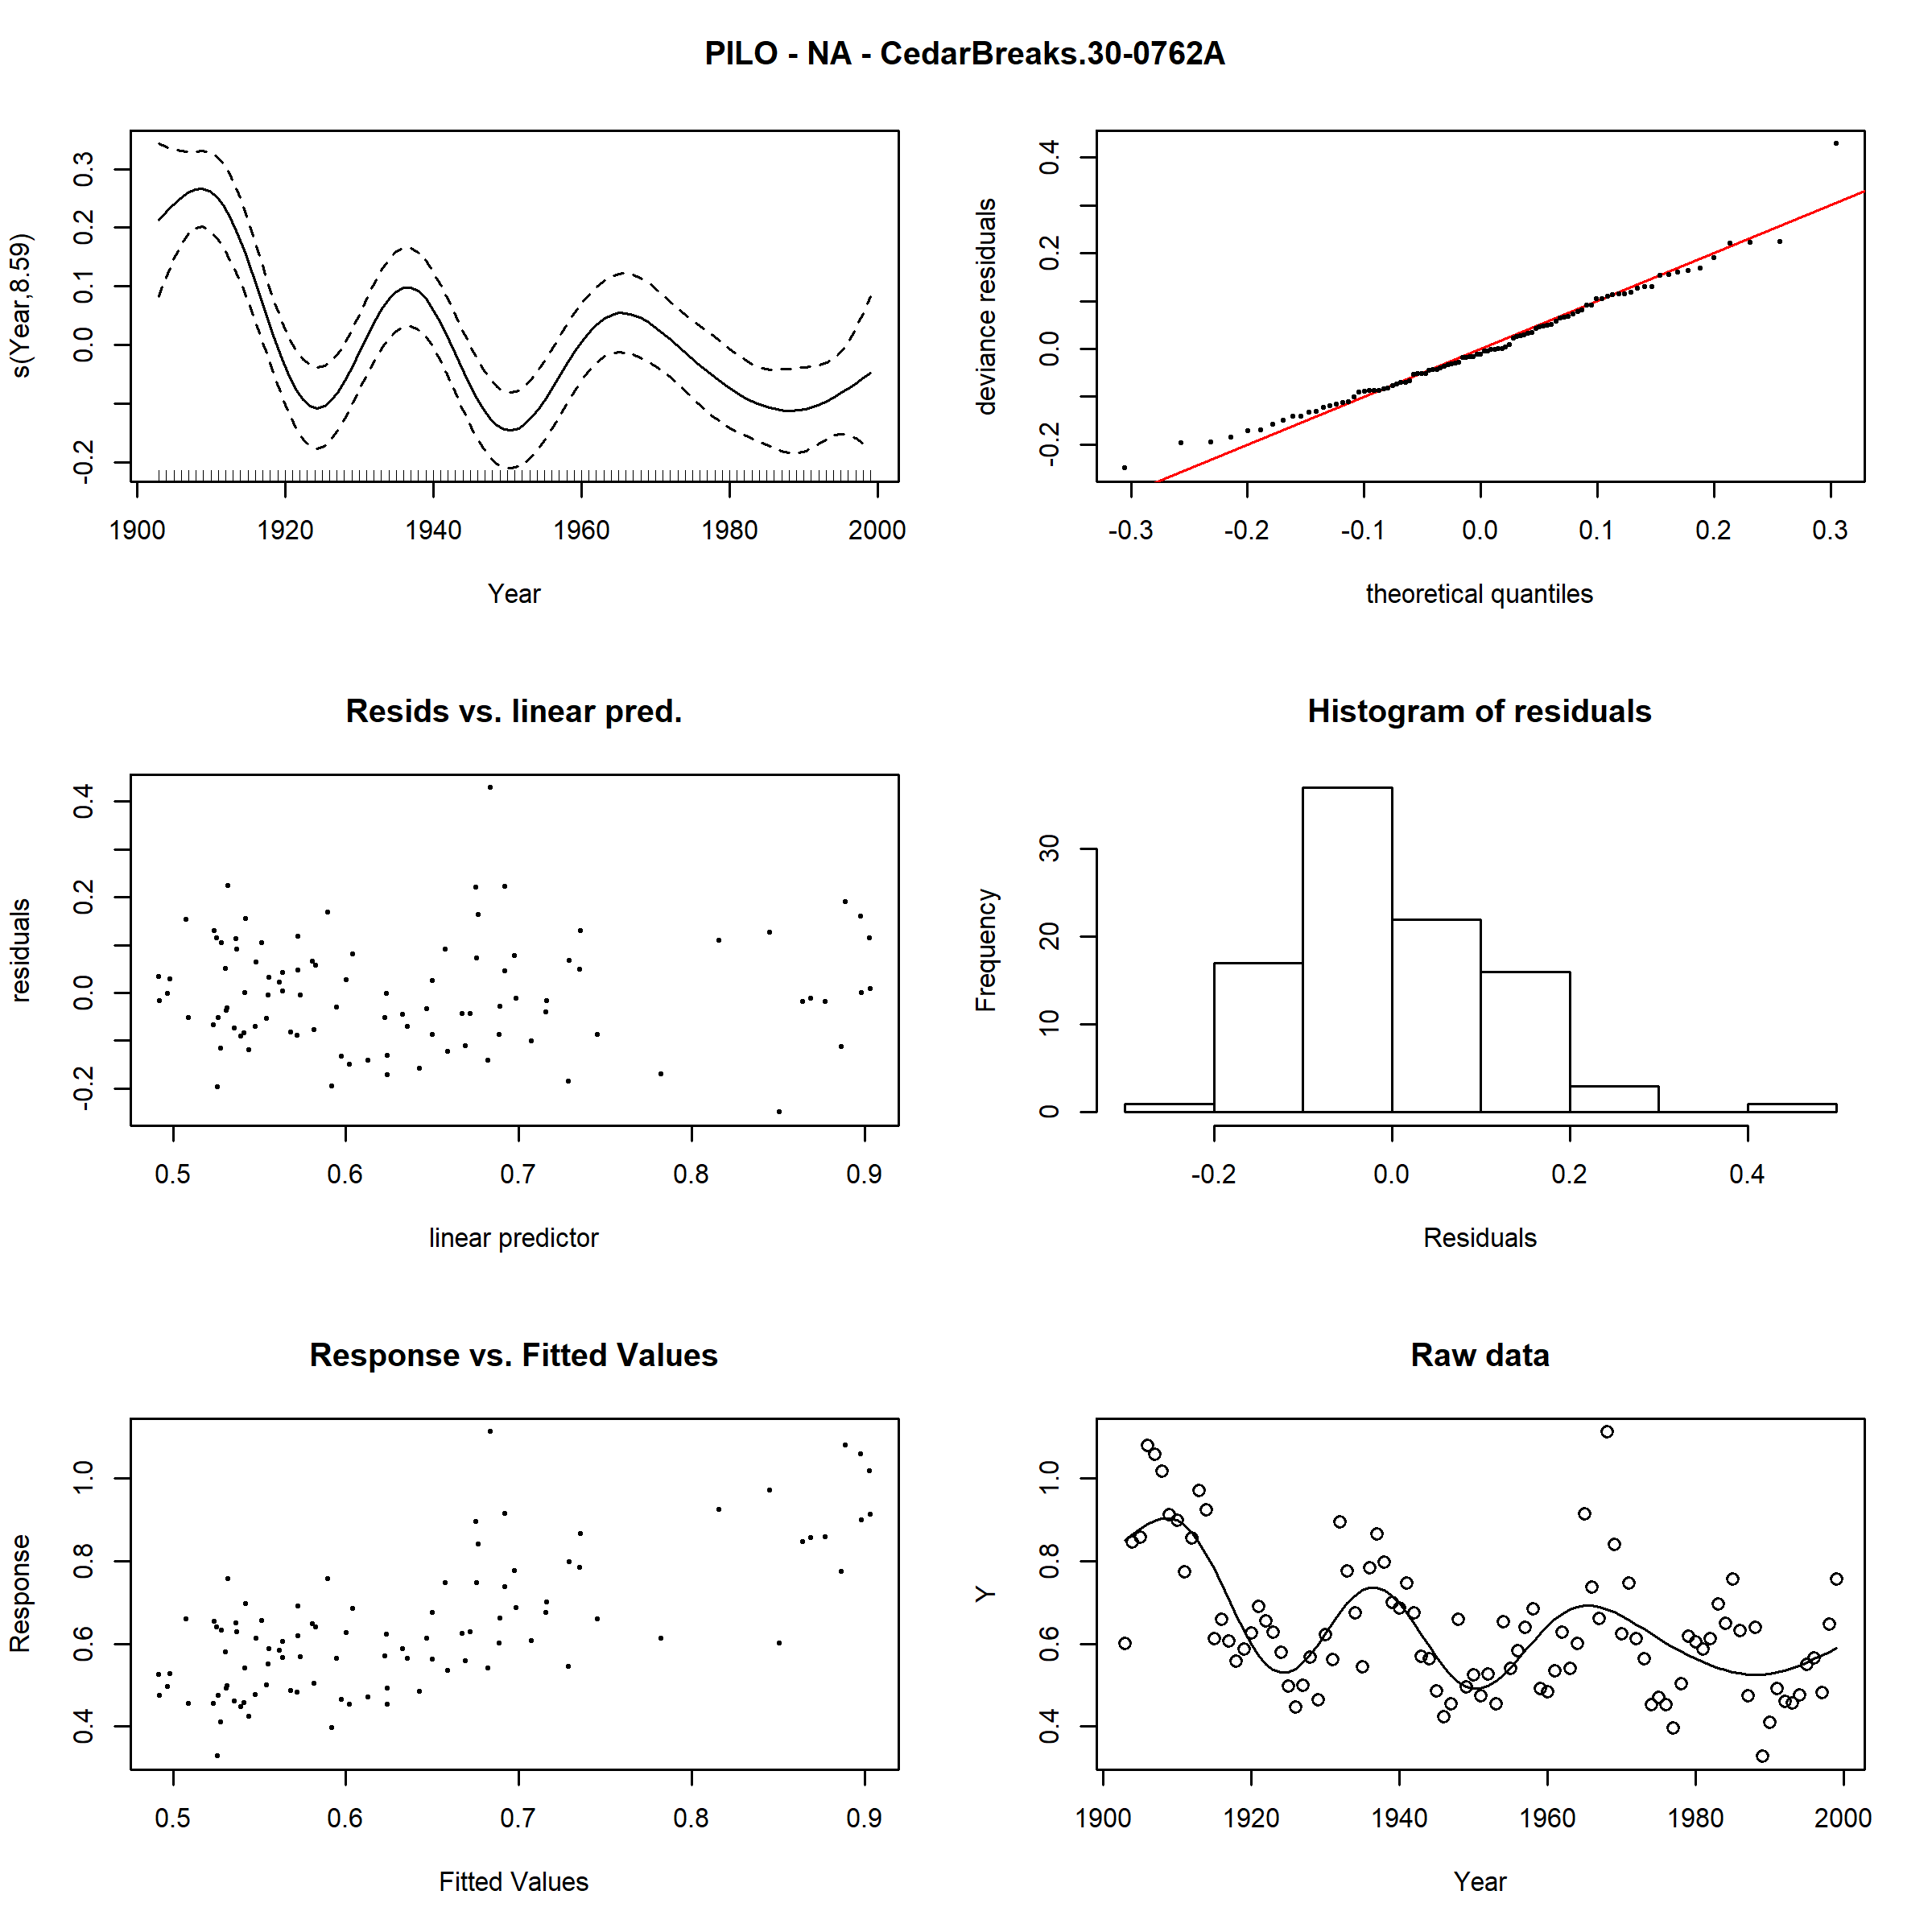 PILO - NA - CedarBreaks.30-0762A
s(Year,8.59)
0.3
0.2
0.1
0.0
-0.2
1900 1920 1940 1960 1980 2000
Year
deviance residuals
0.4
0.2
0.0
-0.2
-0.3 -0.2 -0.1 0.0 0.1 0.2 0.3
theoretical quantiles
Resids vs. linear pred.
residuals
0.4
0.2
0.0
-0.2
0.5 0.6 0.7 0.8 0.9
linear predictor
Histogram of residuals
Frequency
30
20
10
0
-0.2 0.0 0.2 0.4
Residuals
Response vs. Fitted Values
Response
1.0
0.8
0.6
0.4
0.5 0.6 0.7 0.8 0.9
Fitted Values
Raw data
Y
1.0
0.8
0.6
0.4
1900 1920 1940 1960 1980 2000
Year